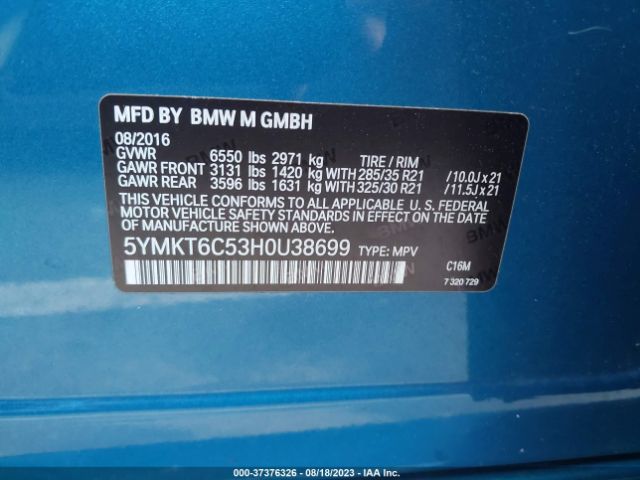 MFD BY BMW M GMBH
08/2016
GVWR 6550 lbs 2971 kg TIRE / RIM
GAWR FRONT 3131 lbs 1420 kg WITH 285/35 R21 /10.0J x 21
GAWR REAR 3596 lbs 1631 kg WITH 325/30 R21 /11.5J x 21
THIS VEHICLE CONFORMS TO ALL APPLICABLE U. S. FEDERAL
MOTOR VEHICLE SAFETY STANDARDS IN EFFECT ON THE DATE
OF MANUFACTURE SHOWN ABOVE.
5YMKT6C53H0U38699 TYPE: MPV
C16M
7 320 729
000-37376326 - 08/18/2023 - IAAI.COM